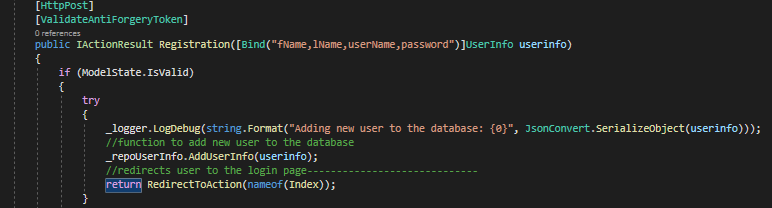 [HttpPost]
[ValidateAntiForgeryToken]
0 references
public IActionResult Registration([Bind("fName,lName,userName,password")]UserInfo userinfo)
{
if (ModelState.IsValid)
{
try
{
_logger.LogDebug(string.Format("Adding new user to the database: {0}", JsonConvert.SerializeObject(userinfo)));
//function to add new user to the database
_repoUserInfo.AddUserInfo(userinfo);
//redirects user to the login page----------------------------
return RedirectToAction(nameof(Index));
}